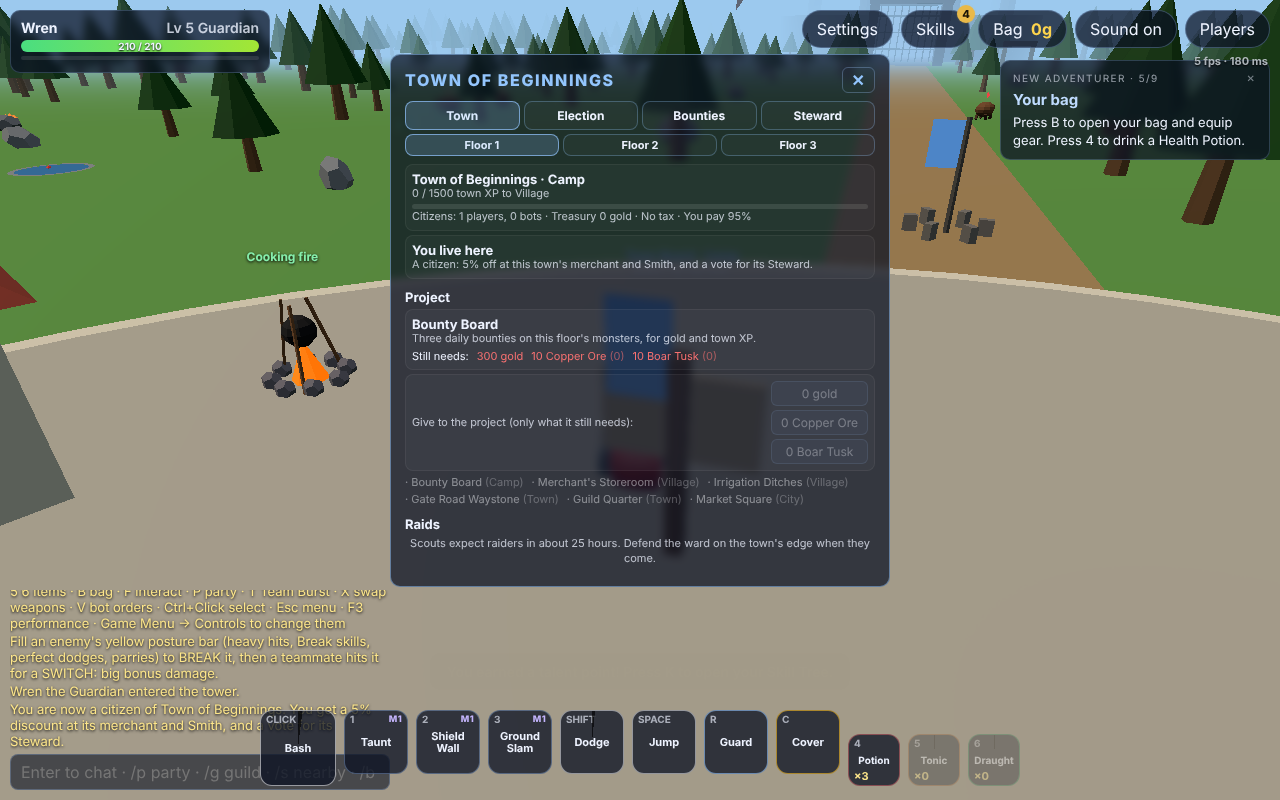 Wren Lv 5 Guardian
210 / 210
Settings
Skills 4
Bag 0g
Sound on
Players
5 fps · 180 ms
NEW ADVENTURER · 5/9 ×
Your bag
Press B to open your bag and equip
gear. Press 4 to drink a Health Potion.
TOWN OF BEGINNINGS ✕
Town Election Bounties Steward
Floor 1 Floor 2 Floor 3
Town of Beginnings · Camp
0 / 1500 town XP to Village
Citizens: 1 players, 0 bots · Treasury 0 gold · No tax · You pay 95%
You live here
A citizen: 5% off at this town's merchant and Smith, and a vote for its Steward.
Project
Bounty Board
Three daily bounties on this floor's monsters, for gold and town XP.
Still needs: 300 gold 10 Copper Ore (0) 10 Boar Tusk (0)
Give to the project (only what it still needs):
0 gold
0 Copper Ore
0 Boar Tusk
· Bounty Board (Camp) · Merchant's Storeroom (Village) · Irrigation Ditches (Village)
· Gate Road Waystone (Town) · Guild Quarter (Town) · Market Square (City)
Raids
Scouts expect raiders in about 25 hours. Defend the ward on the town's edge when they
come.
Cooking fire
5 6 items · B bag · F interact · P party · T Team Burst · X swap
weapons · V bot orders · Ctrl+Click select · Esc menu · F3
performance · Game Menu → Controls to change them
Fill an enemy's yellow posture bar (heavy hits, Break skills,
perfect dodges, parries) to BREAK it, then a teammate hits it
for a SWITCH: big bonus damage.
Wren the Guardian entered the tower.
You are now a citizen of Town of Beginnings. You get a 5%
discount at its merchant and Smith, and a vote for its
Steward.
Enter to chat · /p party · /g guild · /s nearby · /b
CLICK Bash
1 M1 Taunt
2 M1 Shield Wall
3 M1 Ground Slam
SHIFT Dodge
SPACE Jump
R Guard
C Cover
4 Potion ×3
5 Tonic ×0
6 Draught ×0